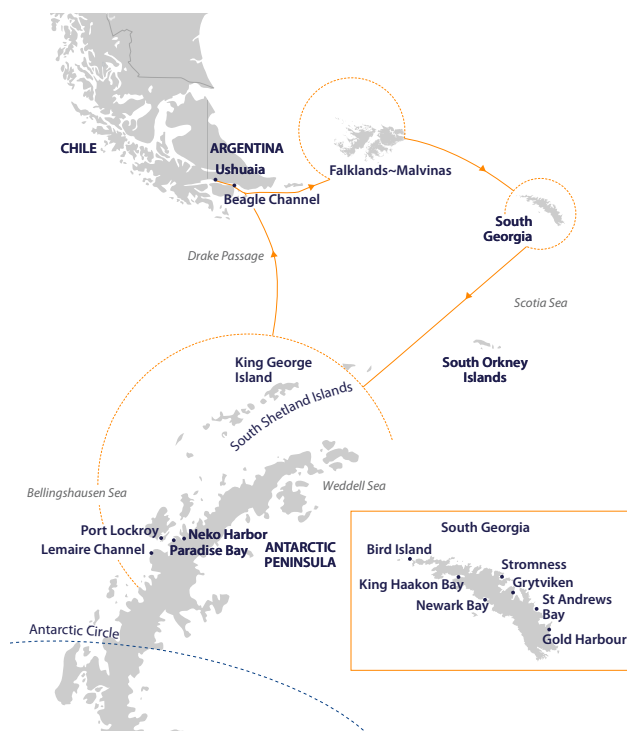 CHILE
ARGENTINA
Ushuaia
Beagle Channel
Falklands~Malvinas
South
Georgia
Drake Passage
Scotia Sea
King George
Island
South Orkney
Islands
South Shetland Islands
Weddell Sea
Bellingshausen Sea
Port Lockroy
Neko Harbor
Lemaire Channel
Paradise Bay
ANTARCTIC
PENINSULA
Antarctic Circle
South Georgia
Bird Island
Stromness
King Haakon Bay
Grytviken
Newark Bay
St Andrews
Bay
Gold Harbour